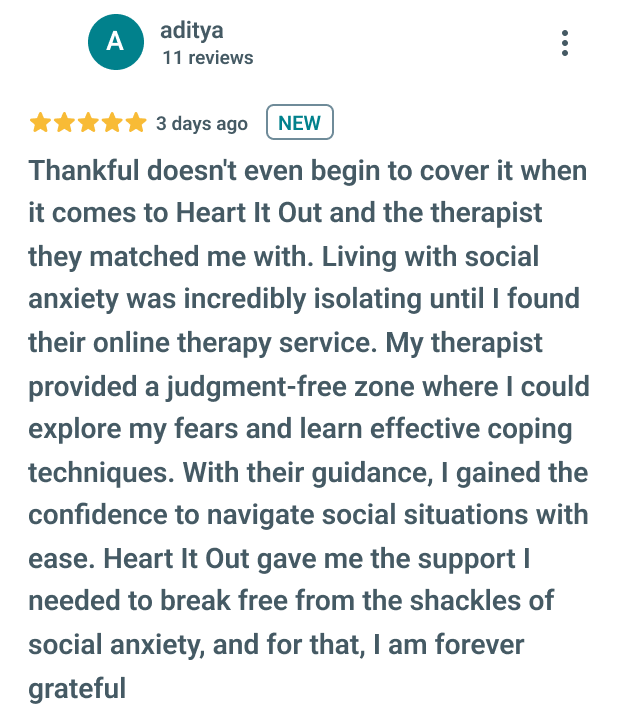 A
aditya
11 reviews
3 days ago NEW
Thankful doesn't even begin to cover it when
it comes to Heart It Out and the therapist
they matched me with. Living with social
anxiety was incredibly isolating until I found
their online therapy service. My therapist
provided a judgment-free zone where I could
explore my fears and learn effective coping
techniques. With their guidance, I gained the
confidence to navigate social situations with
ease. Heart It Out gave me the support I
needed to break free from the shackles of
social anxiety, and for that, I am forever
grateful